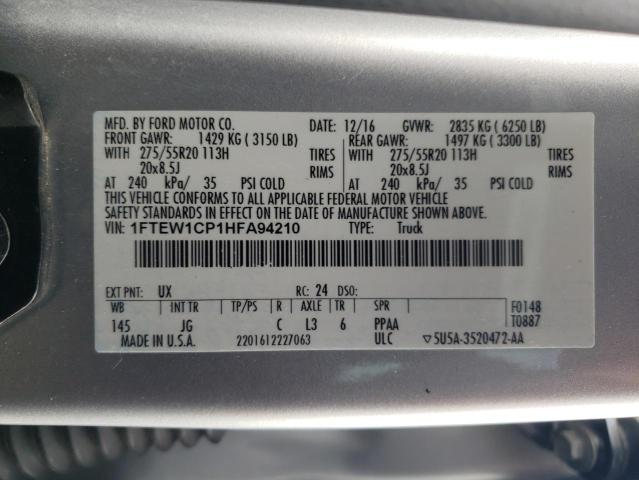 MFD. BY FORD MOTOR CO. DATE: 12/16 GVWR: 2835 KG ( 6250 LB)
FRONT GAWR: 1429 KG ( 3150 LB) REAR GAWR: 1497 KG ( 3300 LB)
WITH 275/55R20 113H TIRES WITH 275/55R20 113H TIRES
20x8.5J RIMS 20x8.5J RIMS
AT 240 kPa/ 35 PSI COLD AT 240 kPa/ 35 PSI COLD
THIS VEHICLE CONFORMS TO ALL APPLICABLE FEDERAL MOTOR VEHICLE
SAFETY STANDARDS IN EFFECT ON THE DATE OF MANUFACTURE SHOWN ABOVE.
VIN: 1FTEW1CP1HFA94210 TYPE: Truck
EXT PNT: UX RC: 24 DSO:
WB INT TR TP/PS R AXLE TR SPR F0148
145 JG C L3 6 PPAA T0887
MADE IN U.S.A. 2201612227063 ULC ▽5U5A-3520472-AA